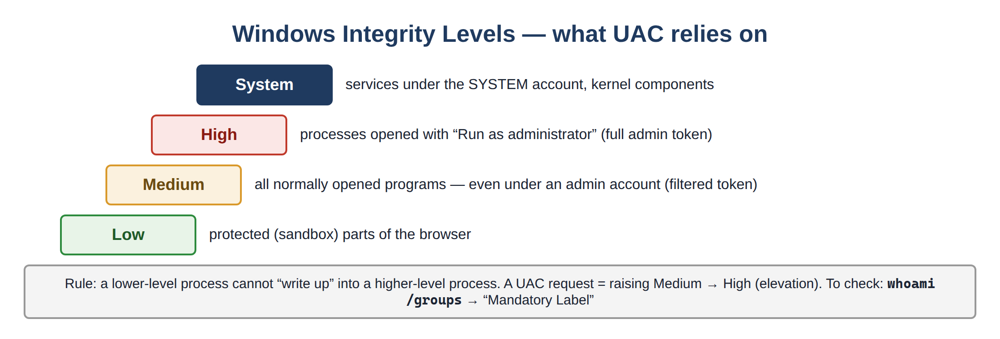 Windows Integrity Levels — what UAC relies on
System
services under the SYSTEM account, kernel components
High
processes opened with “Run as administrator” (full admin token)
Medium
all normally opened programs — even under an admin account (filtered token)
Low
protected (sandbox) parts of the browser
Rule: a lower-level process cannot “write up” into a higher-level process. A UAC request = raising Medium → High (elevation). To check: whoami
/groups → “Mandatory Label”